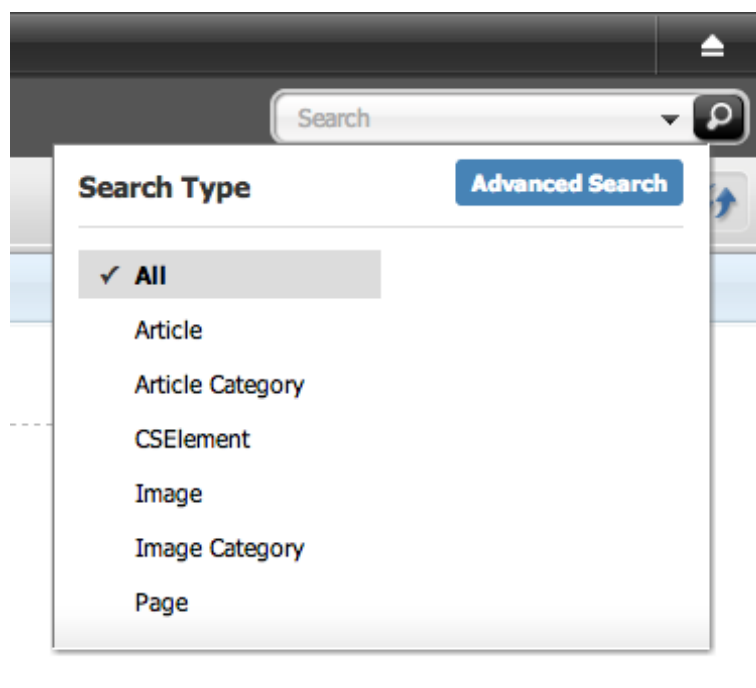 Search
Search Type
Advanced Search
All
Article
Article Category
CSElement
Image
Image Category
Page